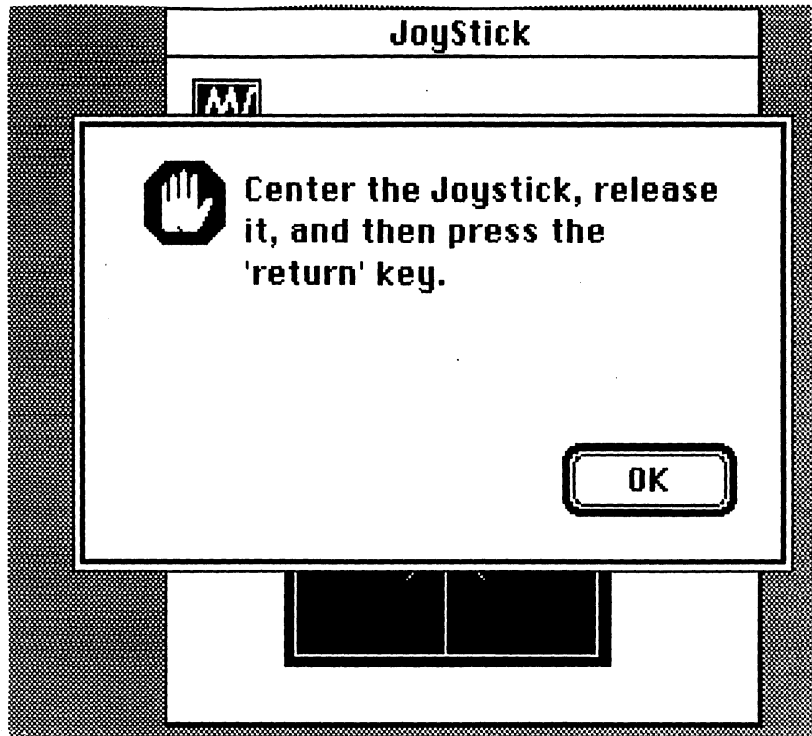 JoyStick
Center the Joystick, release
it, and then press the
'return' key.
OK